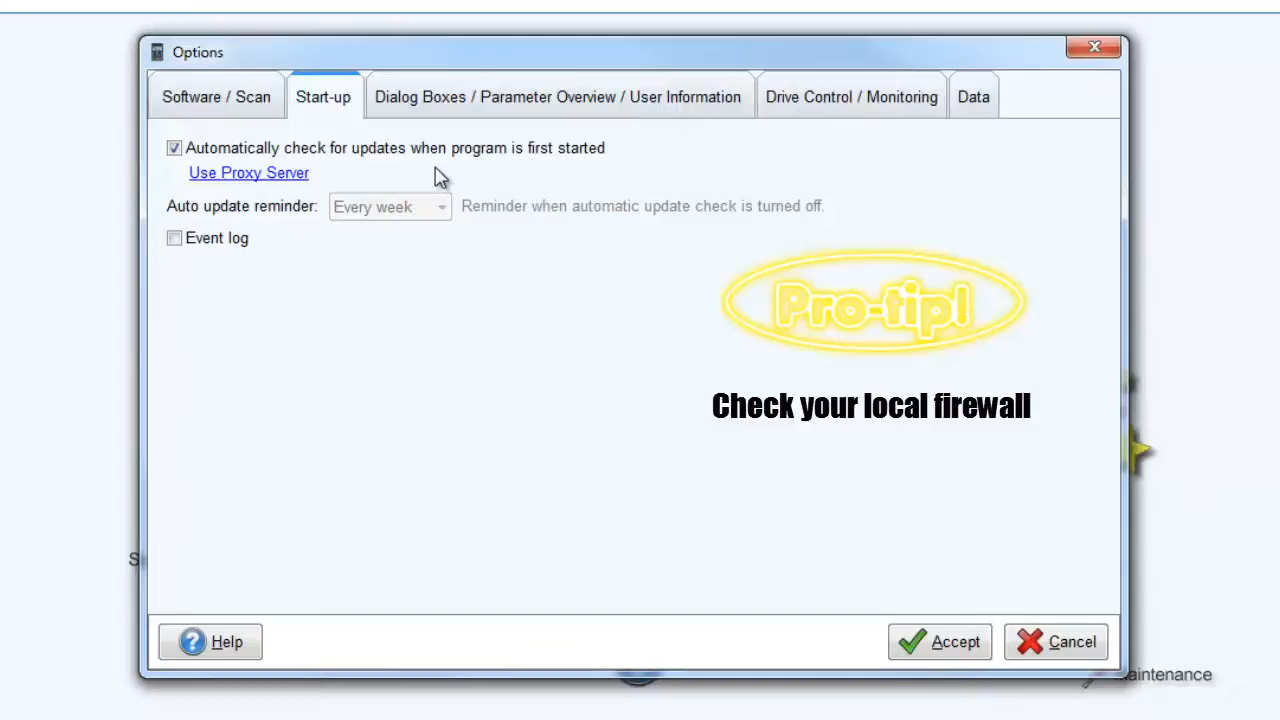 Options
Software / Scan
Start-up
Dialog Boxes / Parameter Overview / User Information
Drive Control / Monitoring
Data
Automatically check for updates when program is first started
Use Proxy Server
Auto update reminder: Every week Reminder when automatic update check is turned off.
Event log
Pro-tip!
Check your local firewall
Help
Accept
Cancel